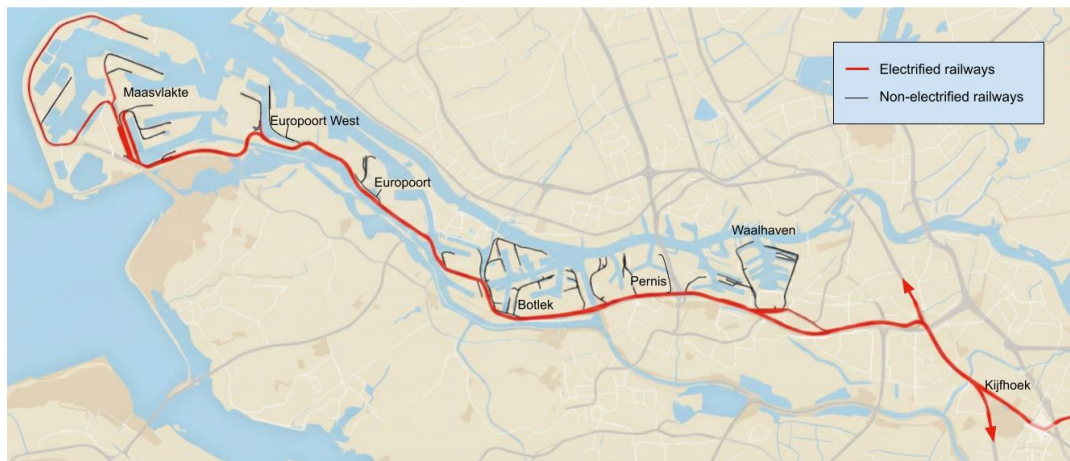 Electrified railways
Non-electrified railways
Maasvlakte
Europoort West
Europoort
Waalhaven
Pernis
Botlek
Kijfhoek